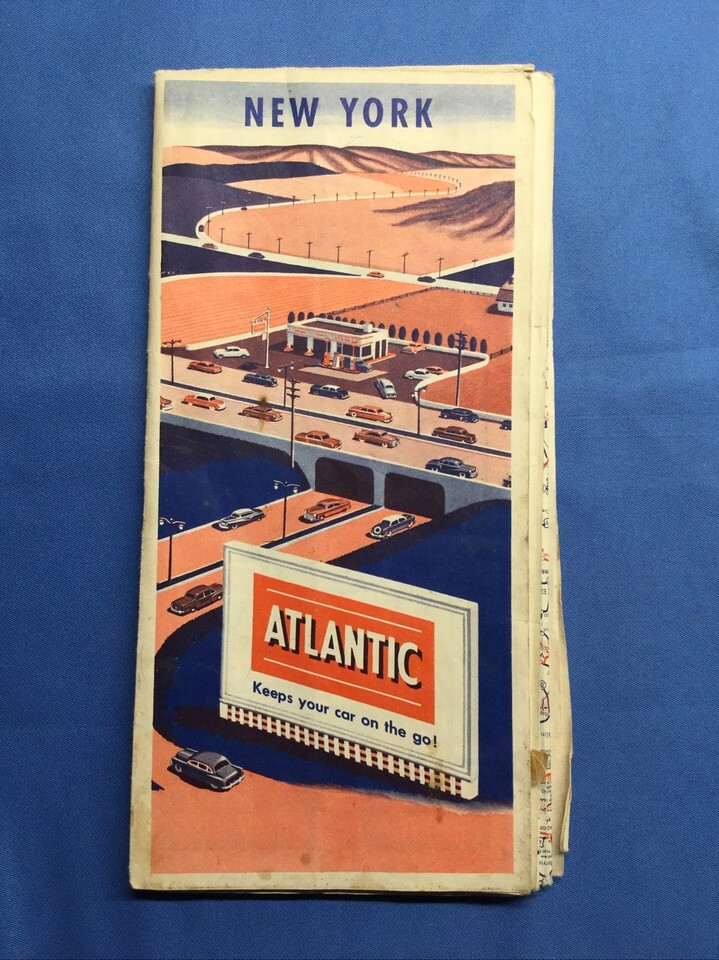 NEW YORK
ATLANTIC
Keeps your car on the go!